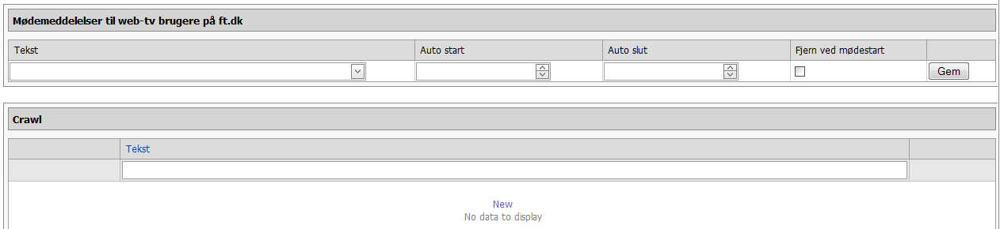 Mødemeddelelser til web-tv brugere på ft.dk
Tekst Auto start Auto slut Fjern ved mødestart
Gem
Crawl
Tekst
New
No data to display